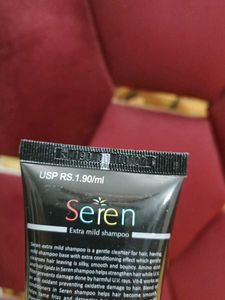 USP RS.1.90/ml
Seren
Extra mild shampoo
Seren extra mild shampoo is a gentle cleanser for hair, having
mild shampoo base with extra conditioning effect which gently
cleanses hair leaving it silky, smooth and bouncy. Amino acid
lipids in Seren shampoo helps strengthen hair while U.V.
prevents damage done by harmful U.V. rays. Vit-E works as
oxidant preventing oxidative damage to hair. Blend of
conditioners in Seren shampoo helps hair become smooth,
tame frizz and